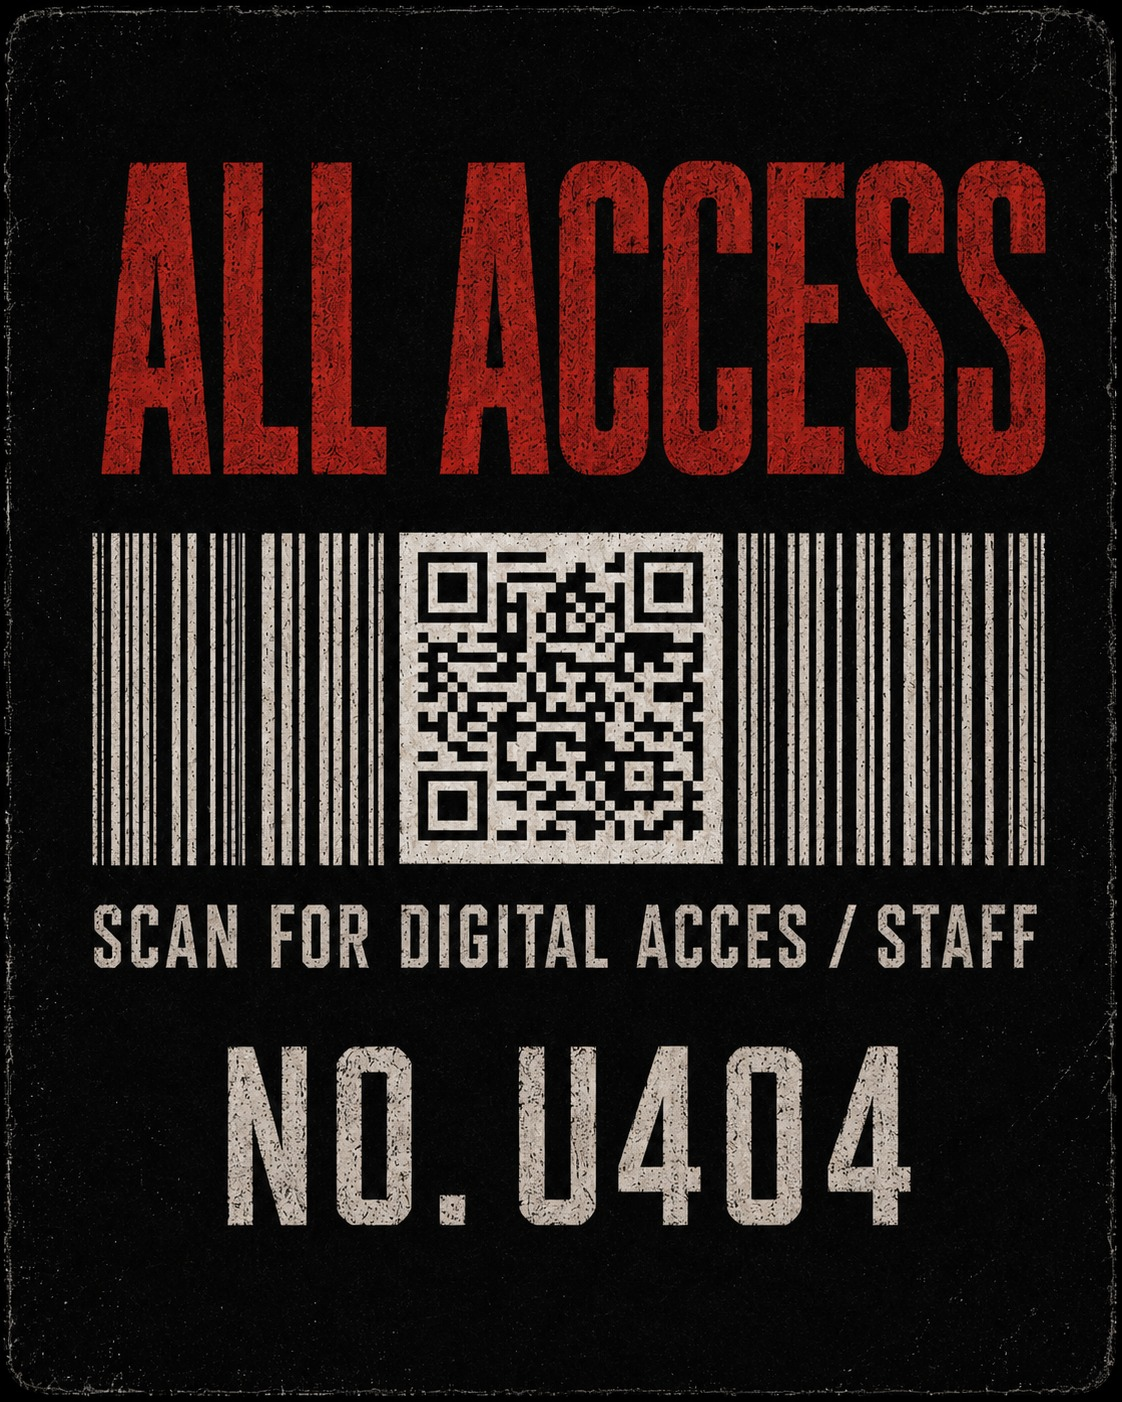 ALL ACCESS
SCAN FOR DIGITAL ACCES / STAFF
NO. U404